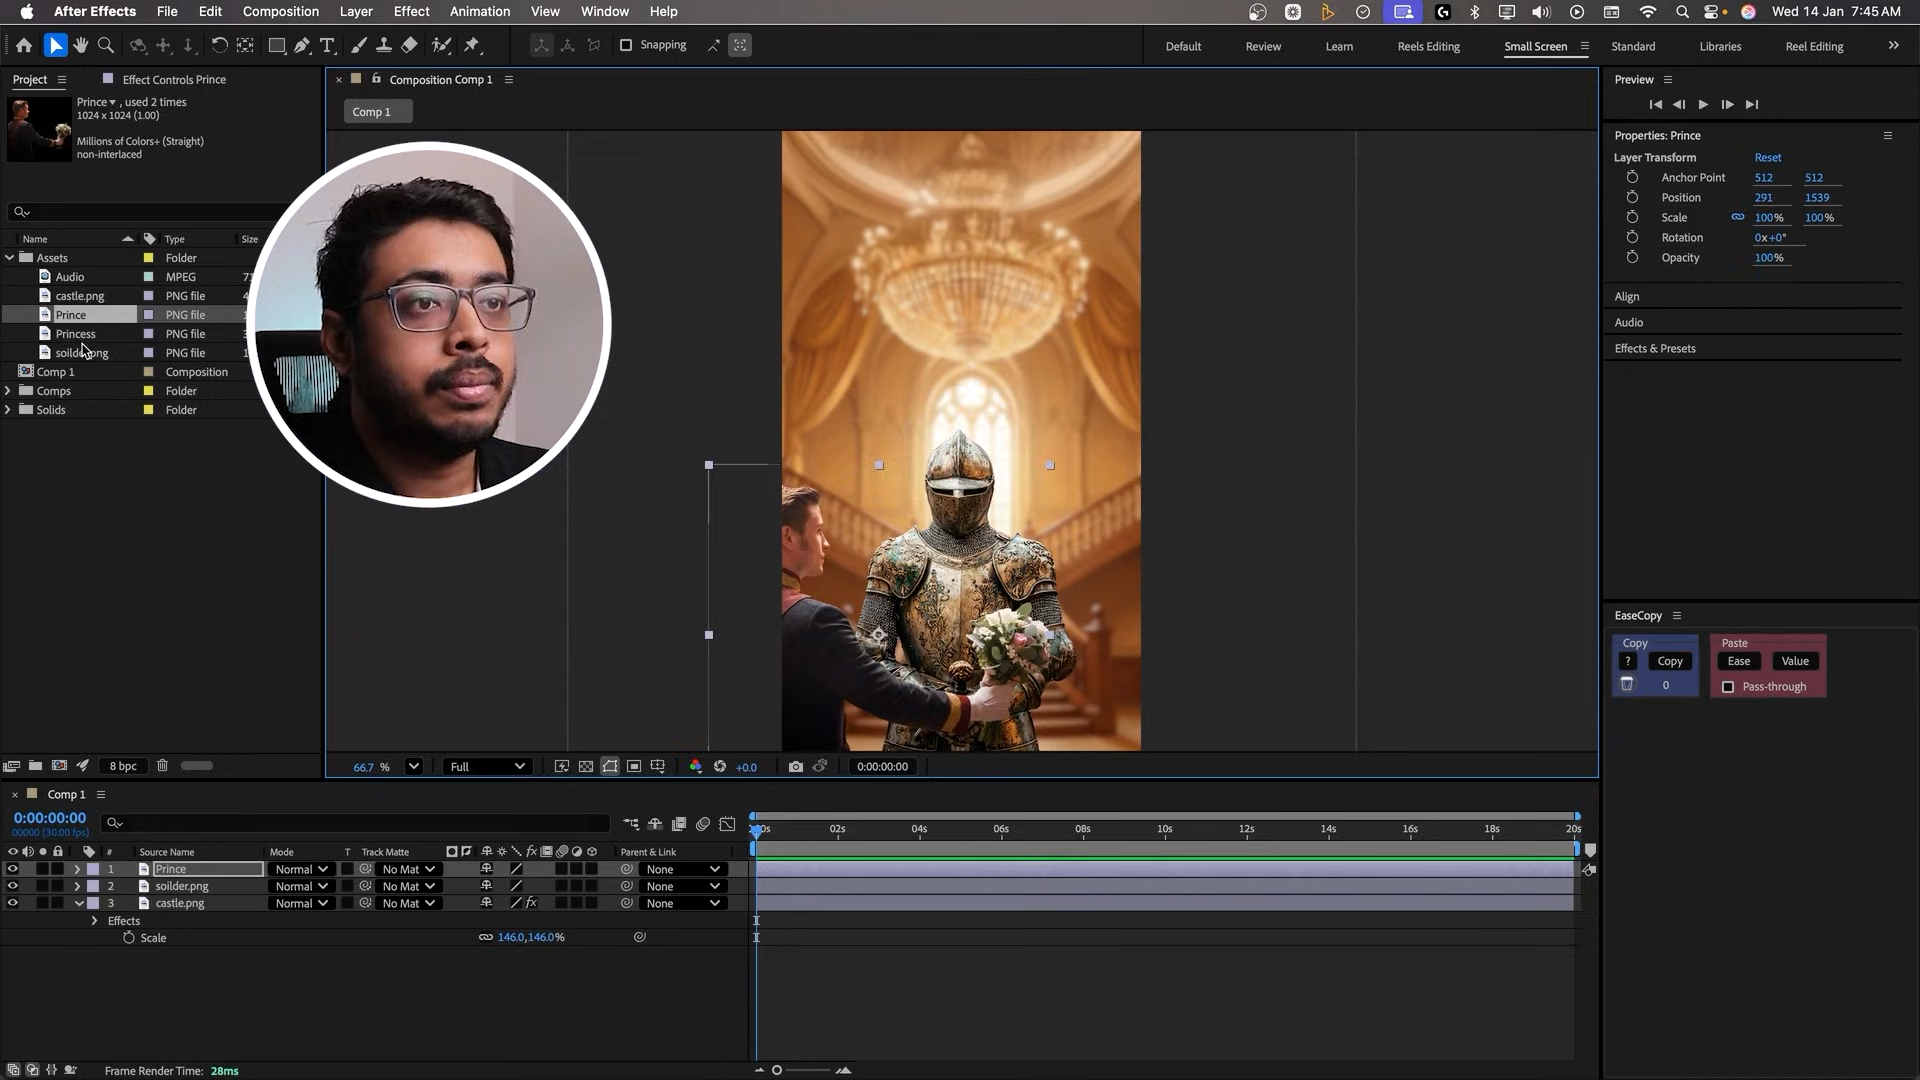 After Effects File Edit Composition Layer Effect Animation View Window Help Wed 14 Jan 7:45 AM
Snapping Default Review Learn Reels Editing Small Screen Standard Libraries Reel Editing
Project Effect Controls Prince
Prince , used 2 times
1024 x 1024 (1.00)
Millions of Colors+ (Straight)
non-interlaced
Name Type Size
Assets Folder
Audio MPEG
castle.png PNG file
Prince PNG file
Princess PNG file
PNG file
Comp 1 Composition
Comps Folder
Solids Folder
8 bpc
Composition Comp 1
Comp 1
66.7 % Full +0.0 0:00:00:00
Preview
Properties: Prince
Layer Transform Reset
Anchor Point 512 512
Position 291 1539
Scale 100% 100%
Rotation 0x+0°
Opacity 100%
Align
Audio
Effects & Presets
EaseCopy
Copy Paste
? Copy Ease Value
0 Pass-through
Comp 1
0:00:00:00
00000 (30.00 fps)
02s 04s 06s 08s 10s 12s 14s 16s 18s 20s
# Source Name Mode T Track Matte fx Parent & Link
1 Prince Normal No Mat None
2 soilder.png Normal No Mat None
3 castle.png Normal No Mat fx None
Effects
Scale 146.0,146.0%
Frame Render Time: 28ms